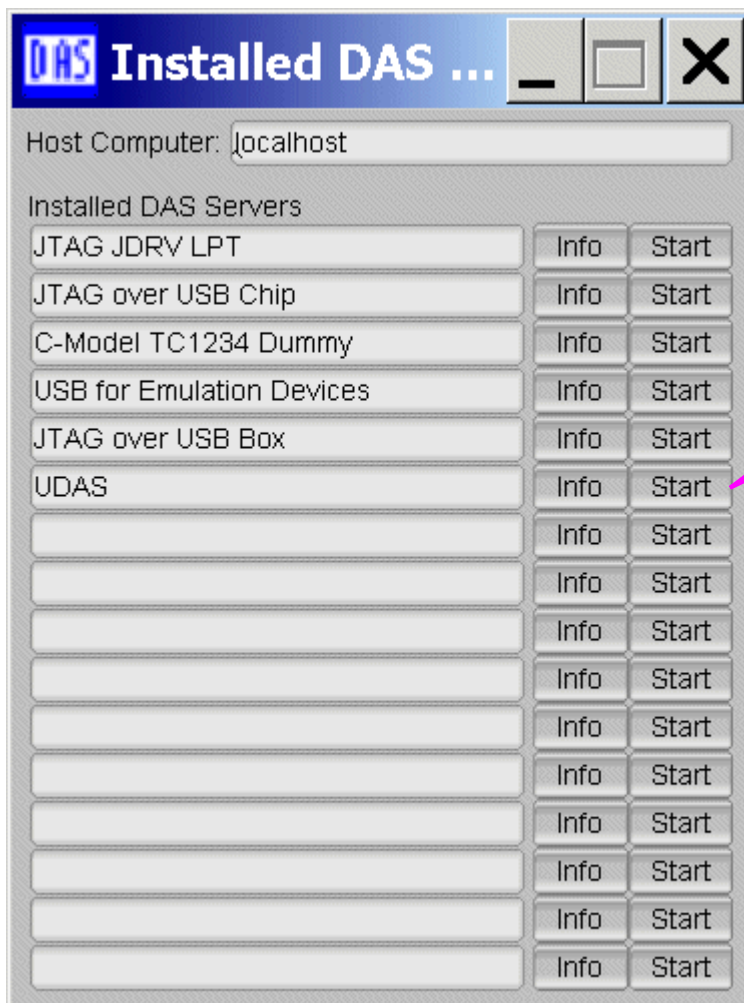 DAS Installed DAS ...
Host Computer: localhost
Installed DAS Servers
JTAG JDRV LPT Info Start
JTAG over USB Chip Info Start
C-Model TC1234 Dummy Info Start
USB for Emulation Devices Info Start
JTAG over USB Box Info Start
UDAS Info Start
Info Start
Info Start
Info Start
Info Start
Info Start
Info Start
Info Start
Info Start
Info Start
Info Start